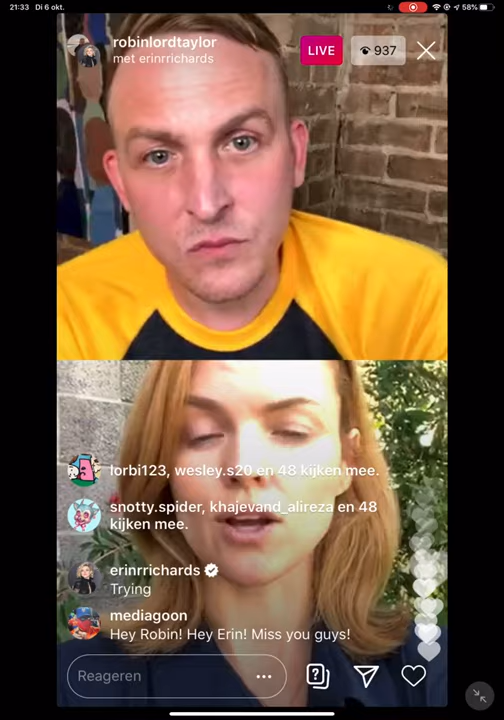 21:33 Di 6 okt.
58%
robinlordtaylor
met erinrrichards
LIVE
937
lorbi123, wesley.s20 en 48 kijken mee.
snotty.spider, khajevand_alireza en 48
kijken mee.
erinrrichards
Trying
mediagoon
Hey Robin! Hey Erin! Miss you guys!
Reageren